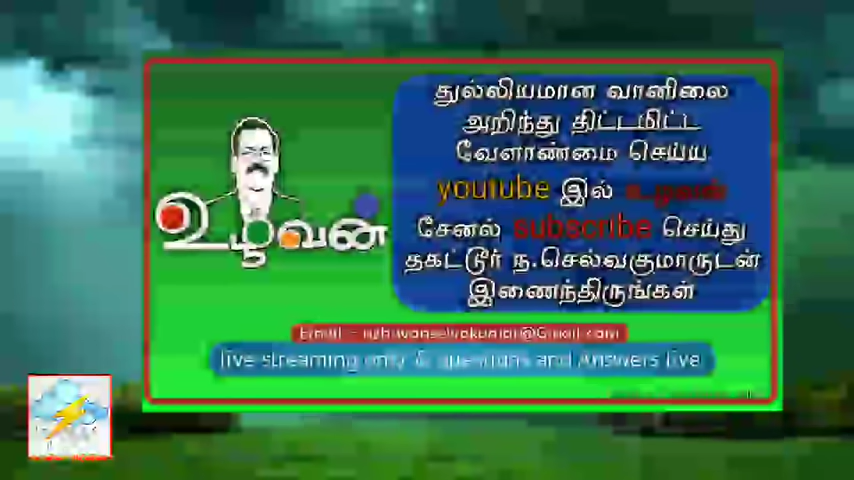 துல்லியமான வானிலை
அறிந்து திட்டமிட்ட
வேளாண்மை செய்ய
youtube இல் உழவன்
சேனல் subscribe செய்து
தகட்டூர் ந.செல்வகுமாருடன்
இணைந்திருங்கள்
உழவன்
live streaming only & questions and Answers live